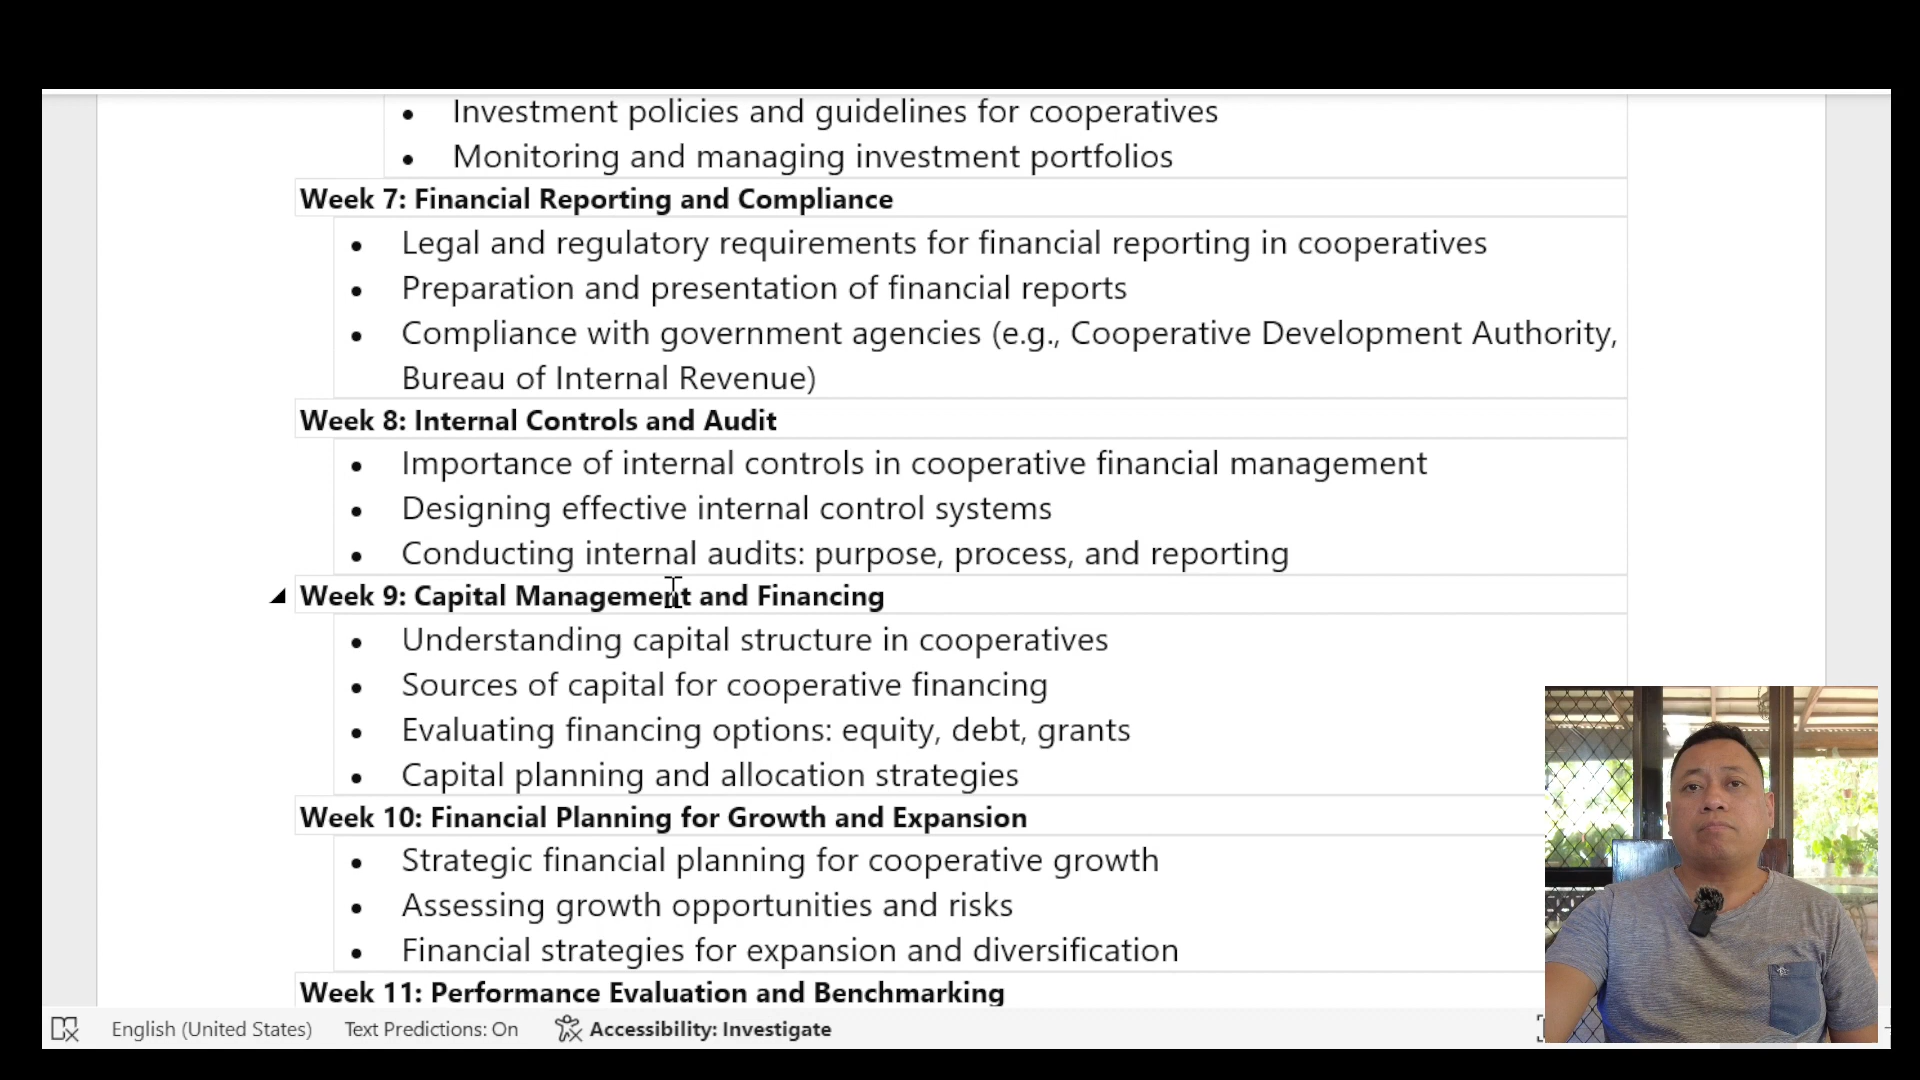 Investment policies and guidelines for cooperatives
Monitoring and managing investment portfolios
Week 7: Financial Reporting and Compliance
Legal and regulatory requirements for financial reporting in cooperatives
Preparation and presentation of financial reports
Compliance with government agencies (e.g., Cooperative Development Authority,
Bureau of Internal Revenue)
Week 8: Internal Controls and Audit
Importance of internal controls in cooperative financial management
Designing effective internal control systems
Conducting internal audits: purpose, process, and reporting
Week 9: Capital Management and Financing
Understanding capital structure in cooperatives
Sources of capital for cooperative financing
Evaluating financing options: equity, debt, grants
Capital planning and allocation strategies
Week 10: Financial Planning for Growth and Expansion
Strategic financial planning for cooperative growth
Assessing growth opportunities and risks
Financial strategies for expansion and diversification
Week 11: Performance Evaluation and Benchmarking
English (United States) Text Predictions: On Accessibility: Investigate